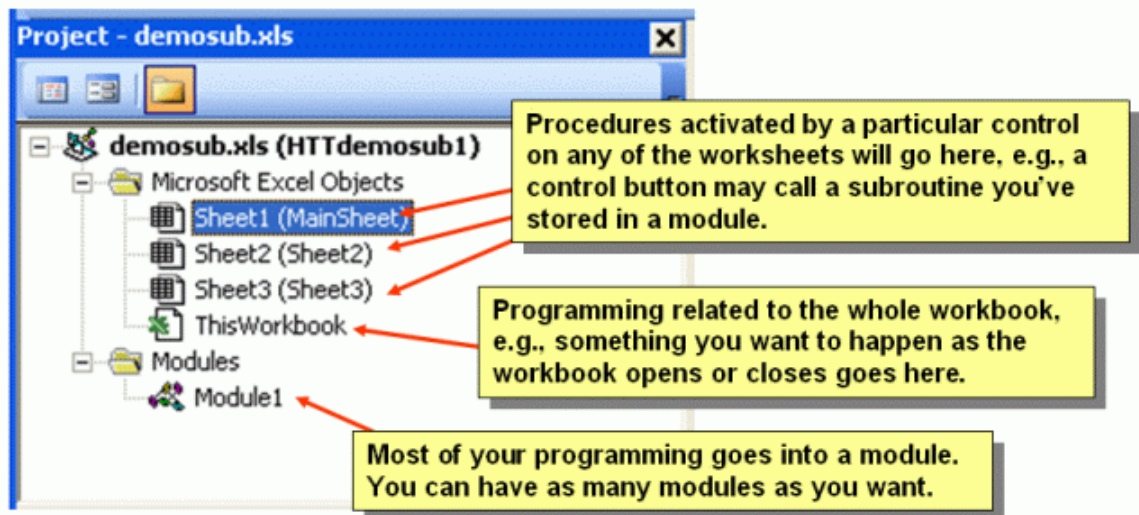 Project - demosub.xls
demosub.xls (HTTdemosub1)
Microsoft Excel Objects
Sheet1 (MainSheet)
Sheet2 (Sheet2)
Sheet3 (Sheet3)
ThisWorkbook
Modules
Module1
Procedures activated by a particular control
on any of the worksheets will go here, e.g., a
control button may call a subroutine you've
stored in a module.
Programming related to the whole workbook,
e.g., something you want to happen as the
workbook opens or closes goes here.
Most of your programming goes into a module.
You can have as many modules as you want.